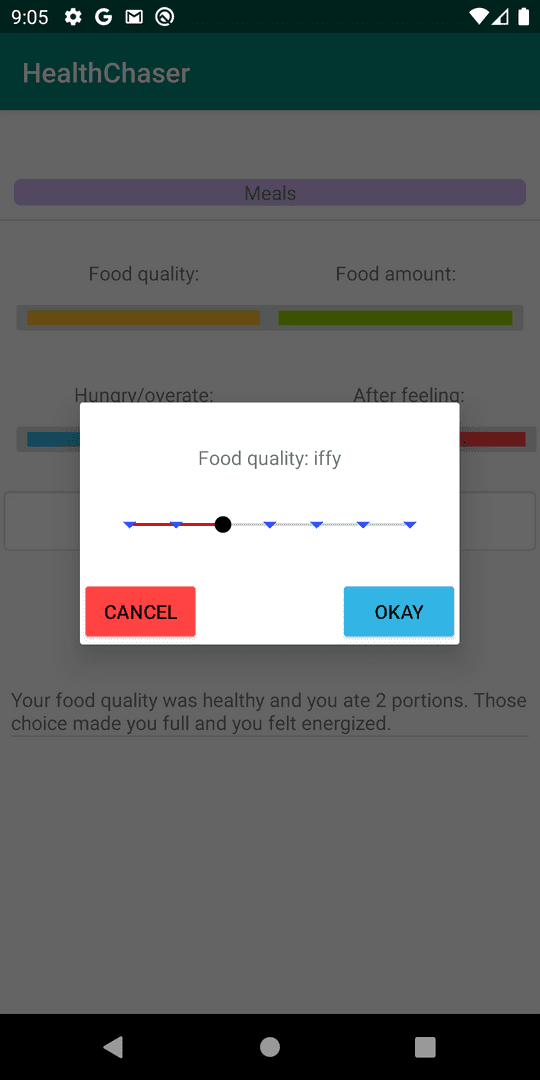 9:05
HealthChaser
Meals
Food quality:
Food amount:
Hungry/overate:
After feeling:
Food quality: iffy
CANCEL
OKAY
Your food quality was healthy and you ate 2 portions. Those
choice made you full and you felt energized.